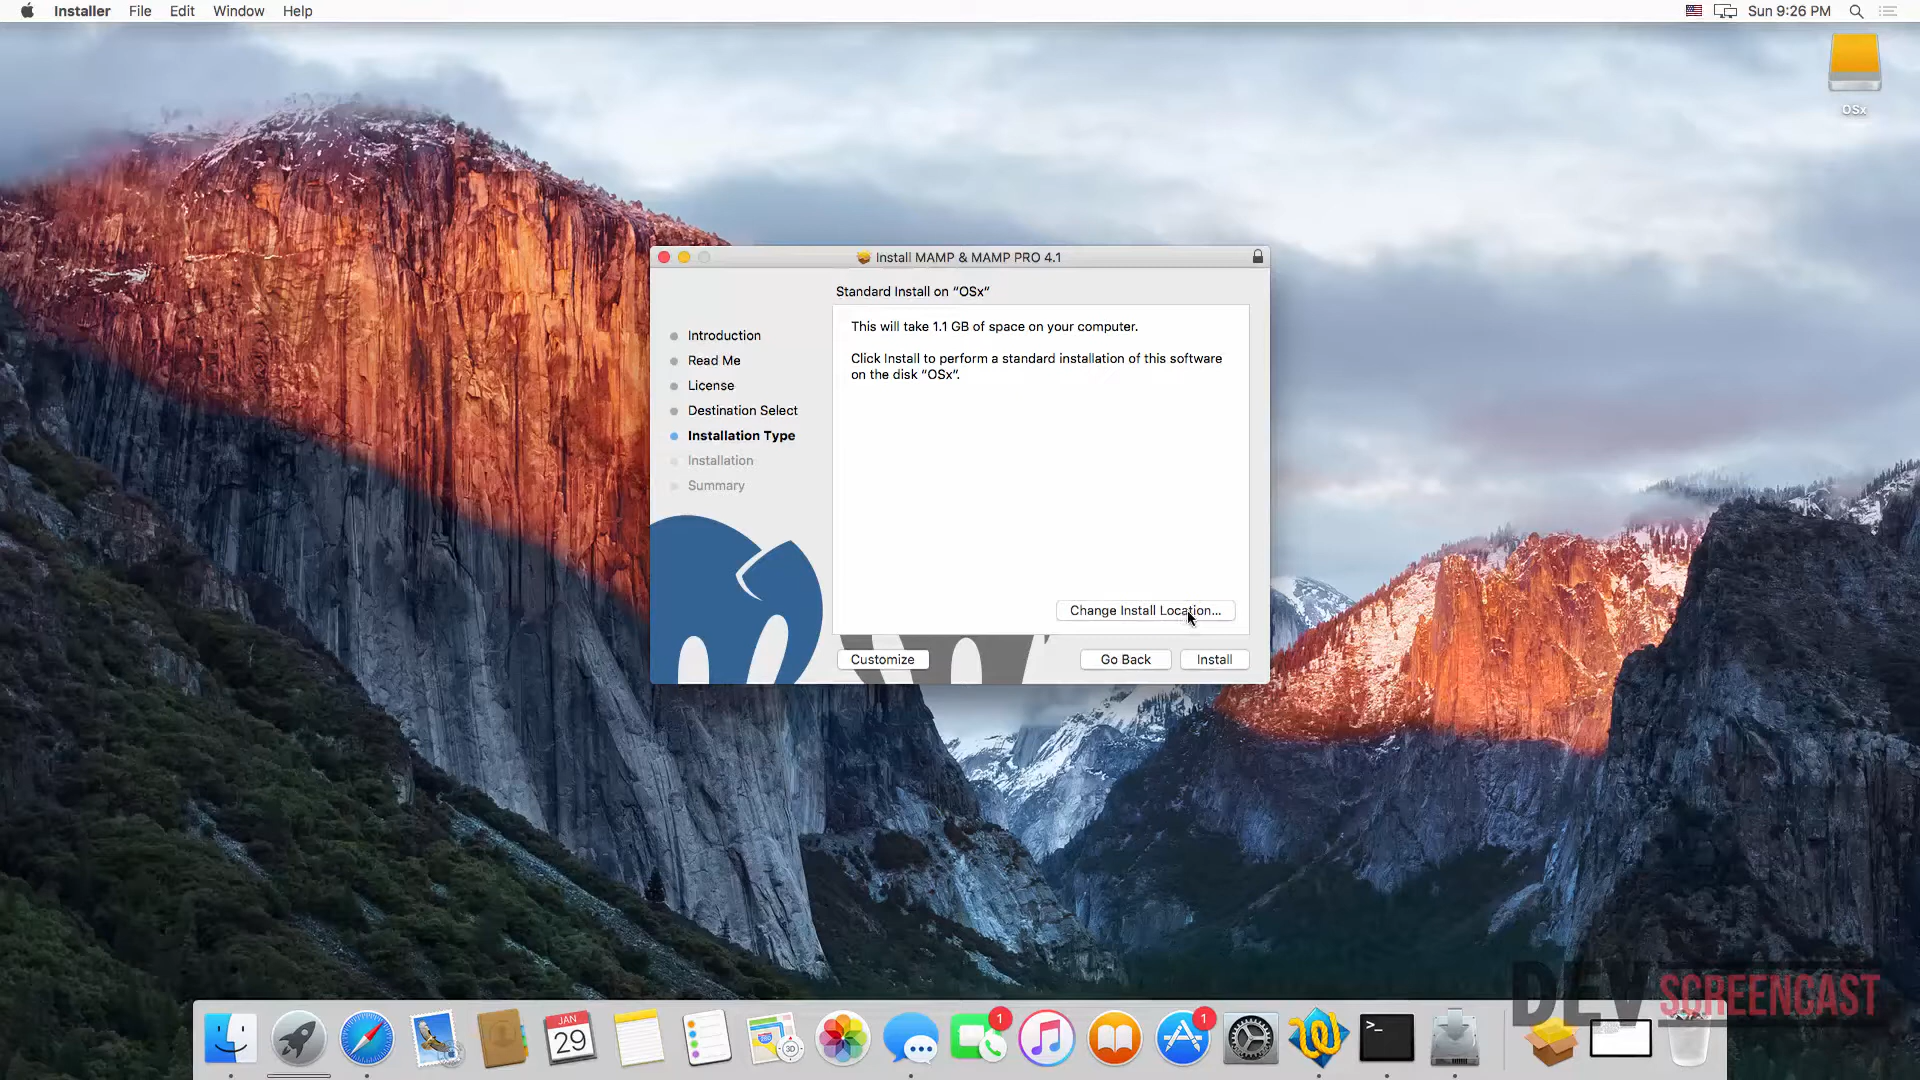 Installer File Edit Window Help
Sun 9:26 PM
OSx
Install MAMP & MAMP PRO 4.1
Standard Install on “OSx”
Introduction
Read Me
License
Destination Select
Installation Type
Installation
Summary
This will take 1.1 GB of space on your computer.
Click Install to perform a standard installation of this software
on the disk “OSx”.
Change Install Location...
Customize
Go Back
Install
DEV SCREENCAST
JAN
29
3D
1
1
>_